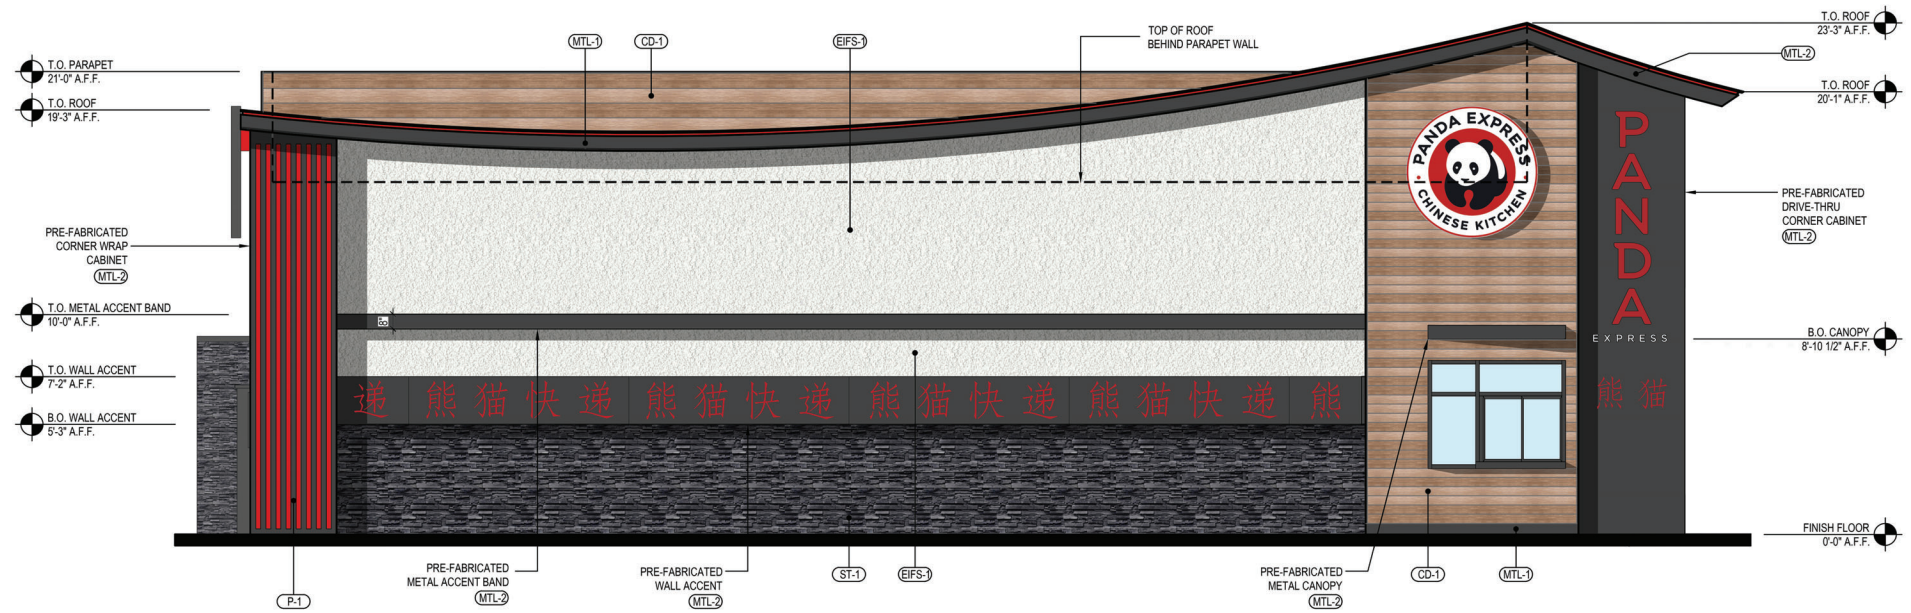 MTL-1
CD-1
EIFS-1
TOP OF ROOF
BEHIND PARAPET WALL
T.O. ROOF
23'-3" A.F.F.
MTL-2
T.O. ROOF
20'-1" A.F.F.
T.O. PARAPET
21'-0" A.F.F.
T.O. ROOF
19'-3" A.F.F.
PANDA EXPRESS
CHINESE KITCHEN
PANDA
EXPRESS
熊猫
PRE-FABRICATED
DRIVE-THRU
CORNER CABINET
MTL-2
PRE-FABRICATED
CORNER WRAP
CABINET
MTL-2
T.O. METAL ACCENT BAND
10'-0" A.F.F.
8"
B.O. CANOPY
8'-10 1/2" A.F.F.
T.O. WALL ACCENT
7'-2" A.F.F.
递 熊猫快递 熊猫快递 熊猫快递 熊猫快递 熊
B.O. WALL ACCENT
5'-3" A.F.F.
FINISH FLOOR
0'-0" A.F.F.
P-1
PRE-FABRICATED
METAL ACCENT BAND
MTL-2
PRE-FABRICATED
WALL ACCENT
MTL-2
ST-1
EIFS-1
PRE-FABRICATED
METAL CANOPY
MTL-2
CD-1
MTL-1